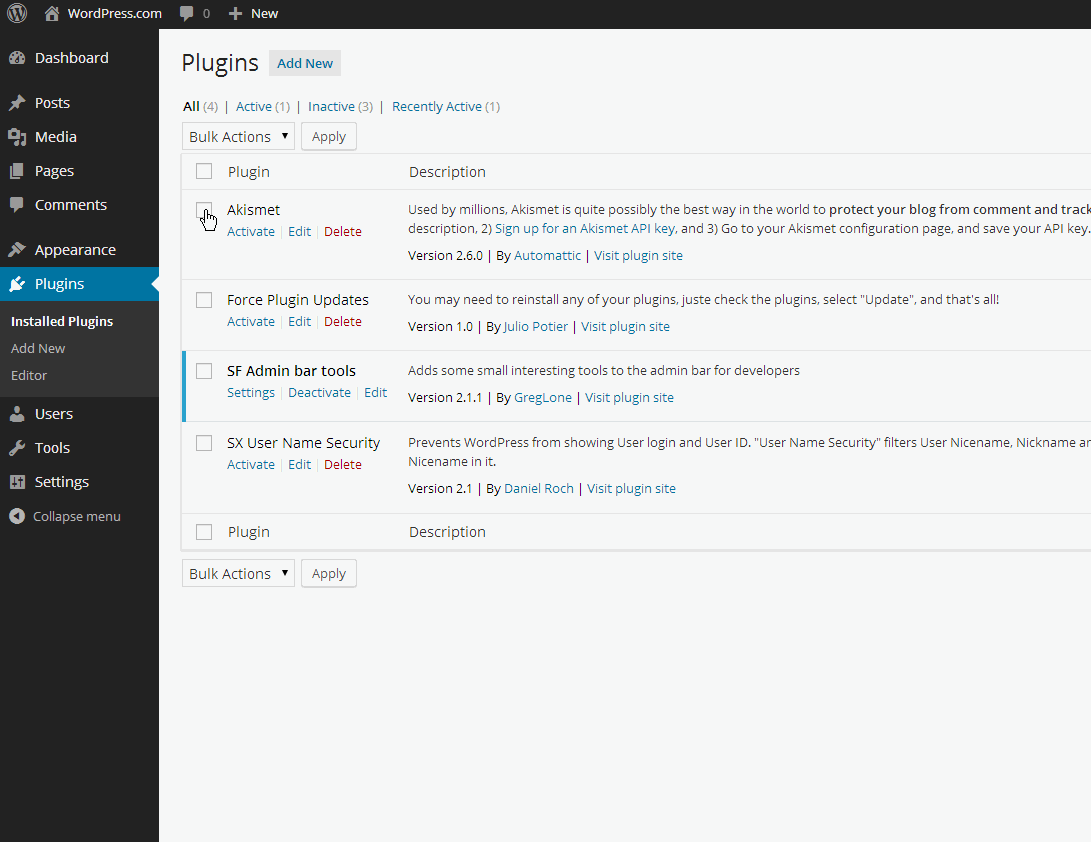 WordPress.com 0 New
Dashboard
Posts
Media
Pages
Comments
Appearance
Plugins
Installed Plugins
Add New
Editor
Users
Tools
Settings
Collapse menu
Plugins Add New
All (4) | Active (1) | Inactive (3) | Recently Active (1)
Bulk Actions Apply
Plugin Description
Akismet
Activate | Edit | Delete
Used by millions, Akismet is quite possibly the best way in the world to protect your blog from comment and track
description, 2) Sign up for an Akismet API key, and 3) Go to your Akismet configuration page, and save your API key.
Version 2.6.0 | By Automattic | Visit plugin site
Force Plugin Updates
Activate | Edit | Delete
You may need to reinstall any of your plugins, juste check the plugins, select "Update", and that's all!
Version 1.0 | By Julio Potier | Visit plugin site
SF Admin bar tools
Settings | Deactivate | Edit
Adds some small interesting tools to the admin bar for developers
Version 2.1.1 | By GregLone | Visit plugin site
SX User Name Security
Activate | Edit | Delete
Prevents WordPress from showing User login and User ID. "User Name Security" filters User Nicename, Nickname an
Nicename in it.
Version 2.1 | By Daniel Roch | Visit plugin site
Plugin Description
Bulk Actions Apply